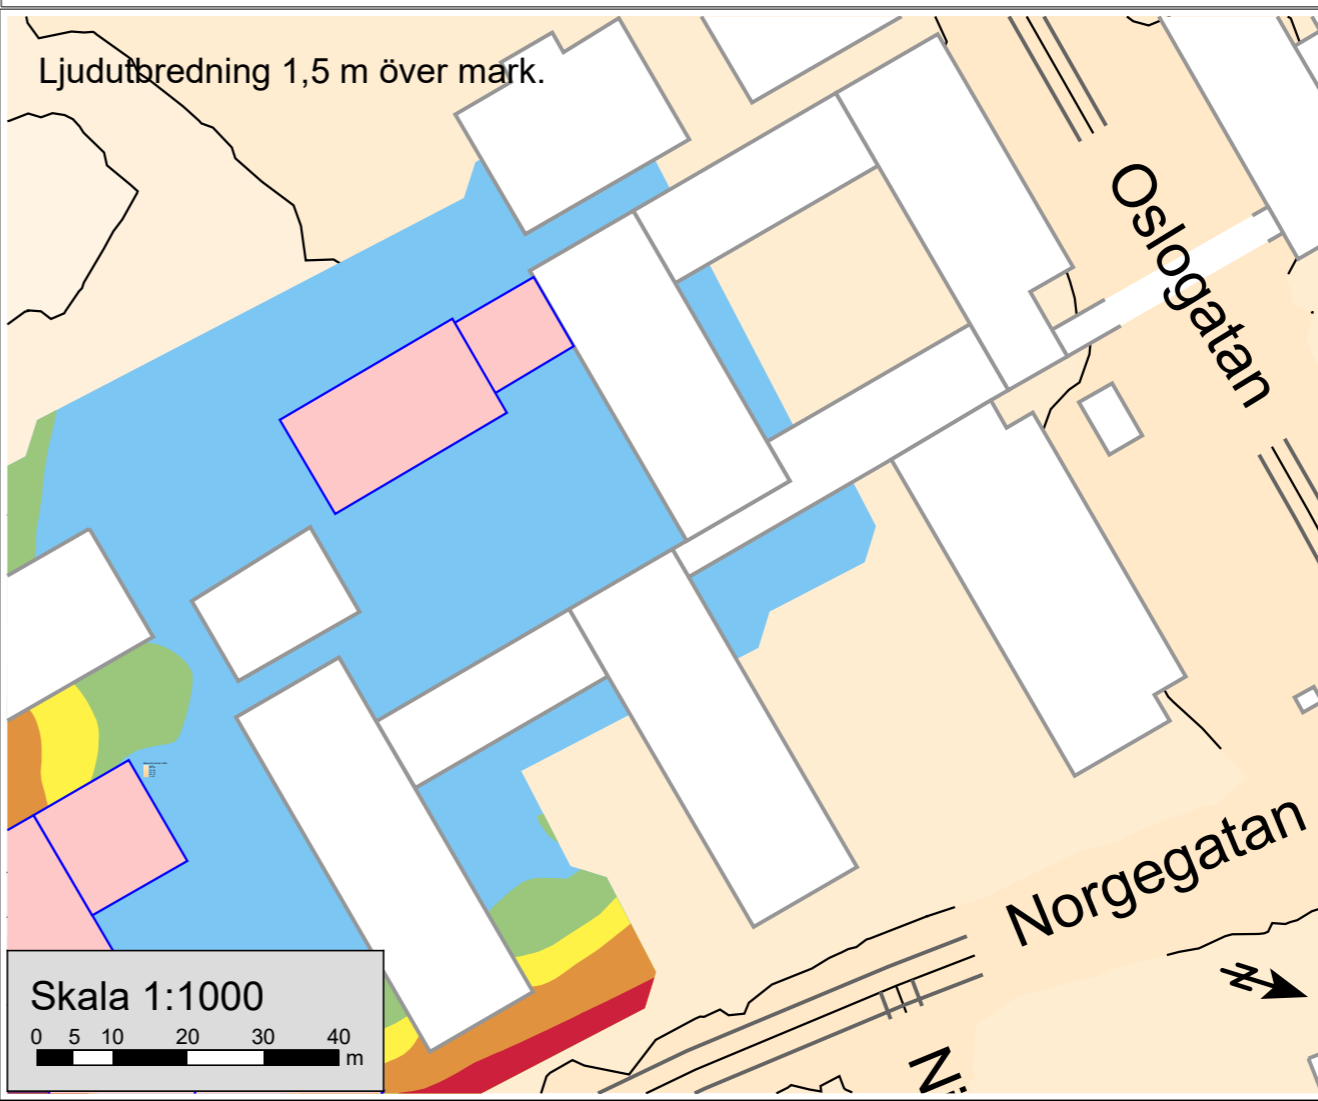 Ljudutbredning 1,5 m över mark.
Oslogatan
Norgegatan
Skala 1:1000
0 5 10 20 30 40
m